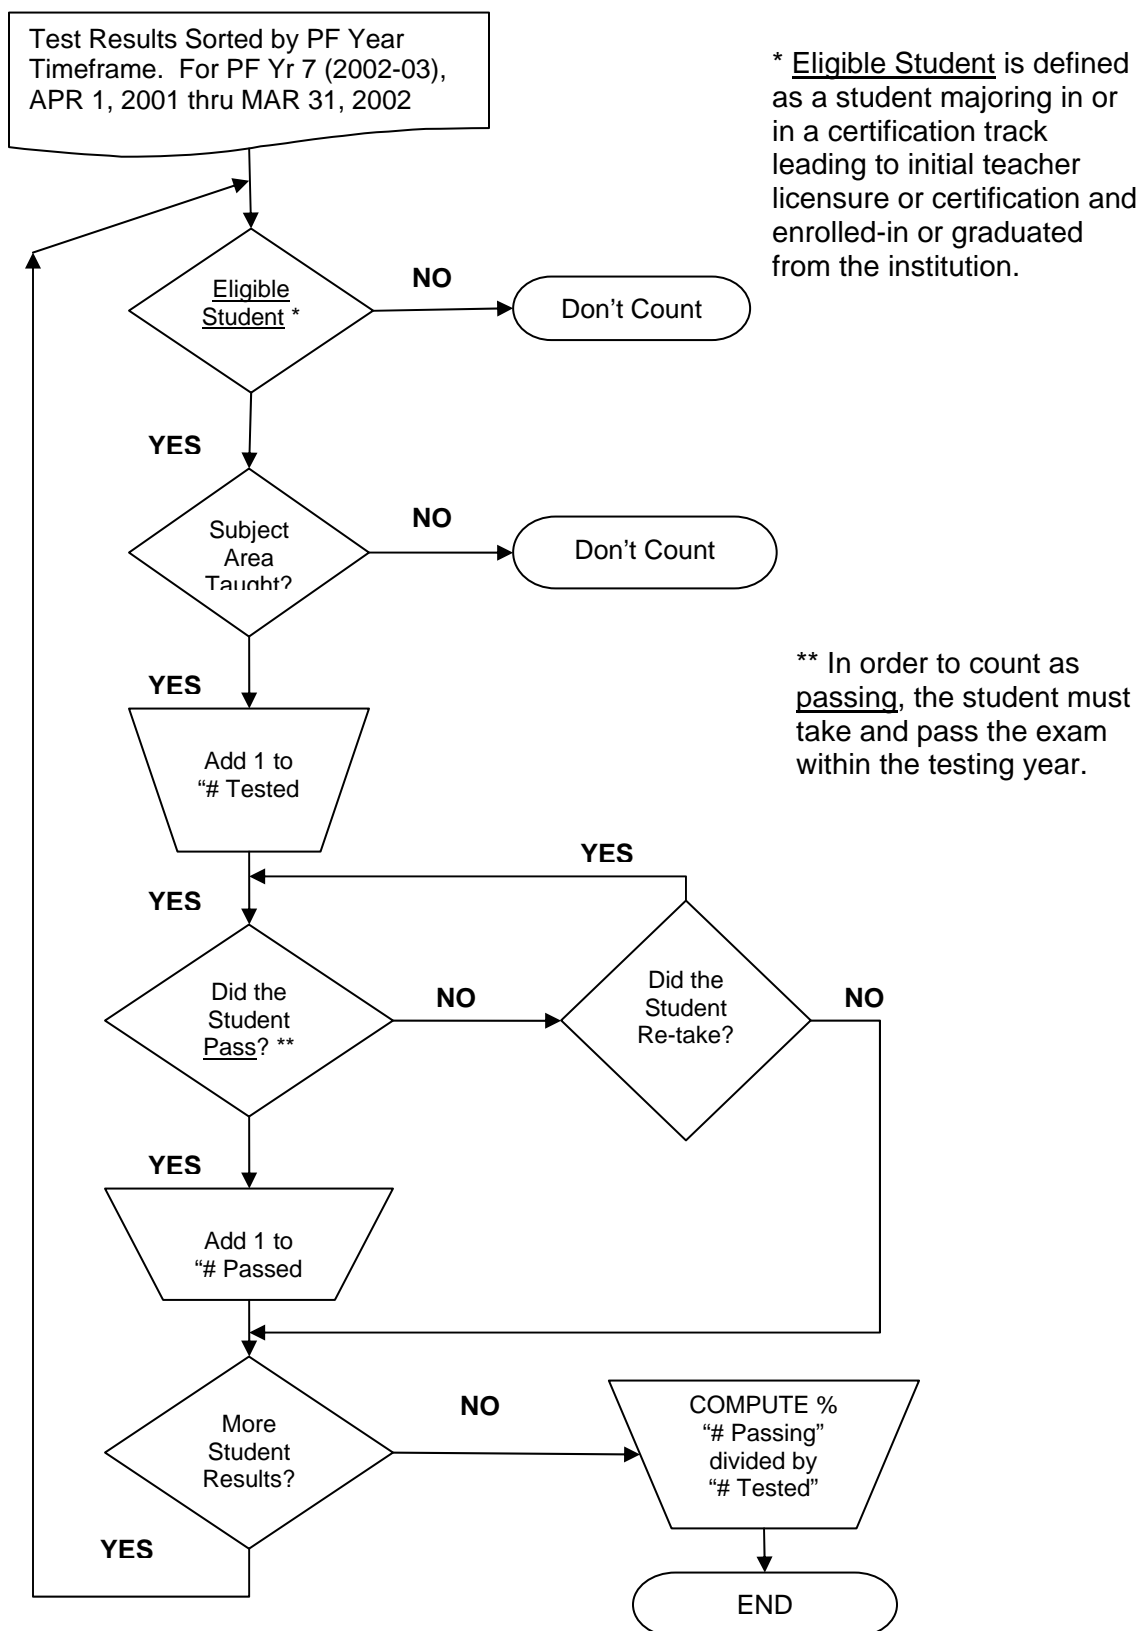 Test Results Sorted by PF Year
Timeframe. For PF Yr 7 (2002-03),
APR 1, 2001 thru MAR 31, 2002
* Eligible Student is defined
as a student majoring in or
in a certification track
leading to initial teacher
licensure or certification and
enrolled-in or graduated
from the institution.
Eligible
Student *
NO
Don't Count
YES
Subject
Area
Taught?
NO
Don't Count
** In order to count as
passing, the student must
take and pass the exam
within the testing year.
YES
Add 1 to
“# Tested
YES
YES
Did the
Student
Pass? **
NO
Did the
Student
Re-take?
NO
YES
Add 1 to
“# Passed
More
Student
Results?
NO
COMPUTE %
“# Passing”
divided by
“# Tested”
YES
END